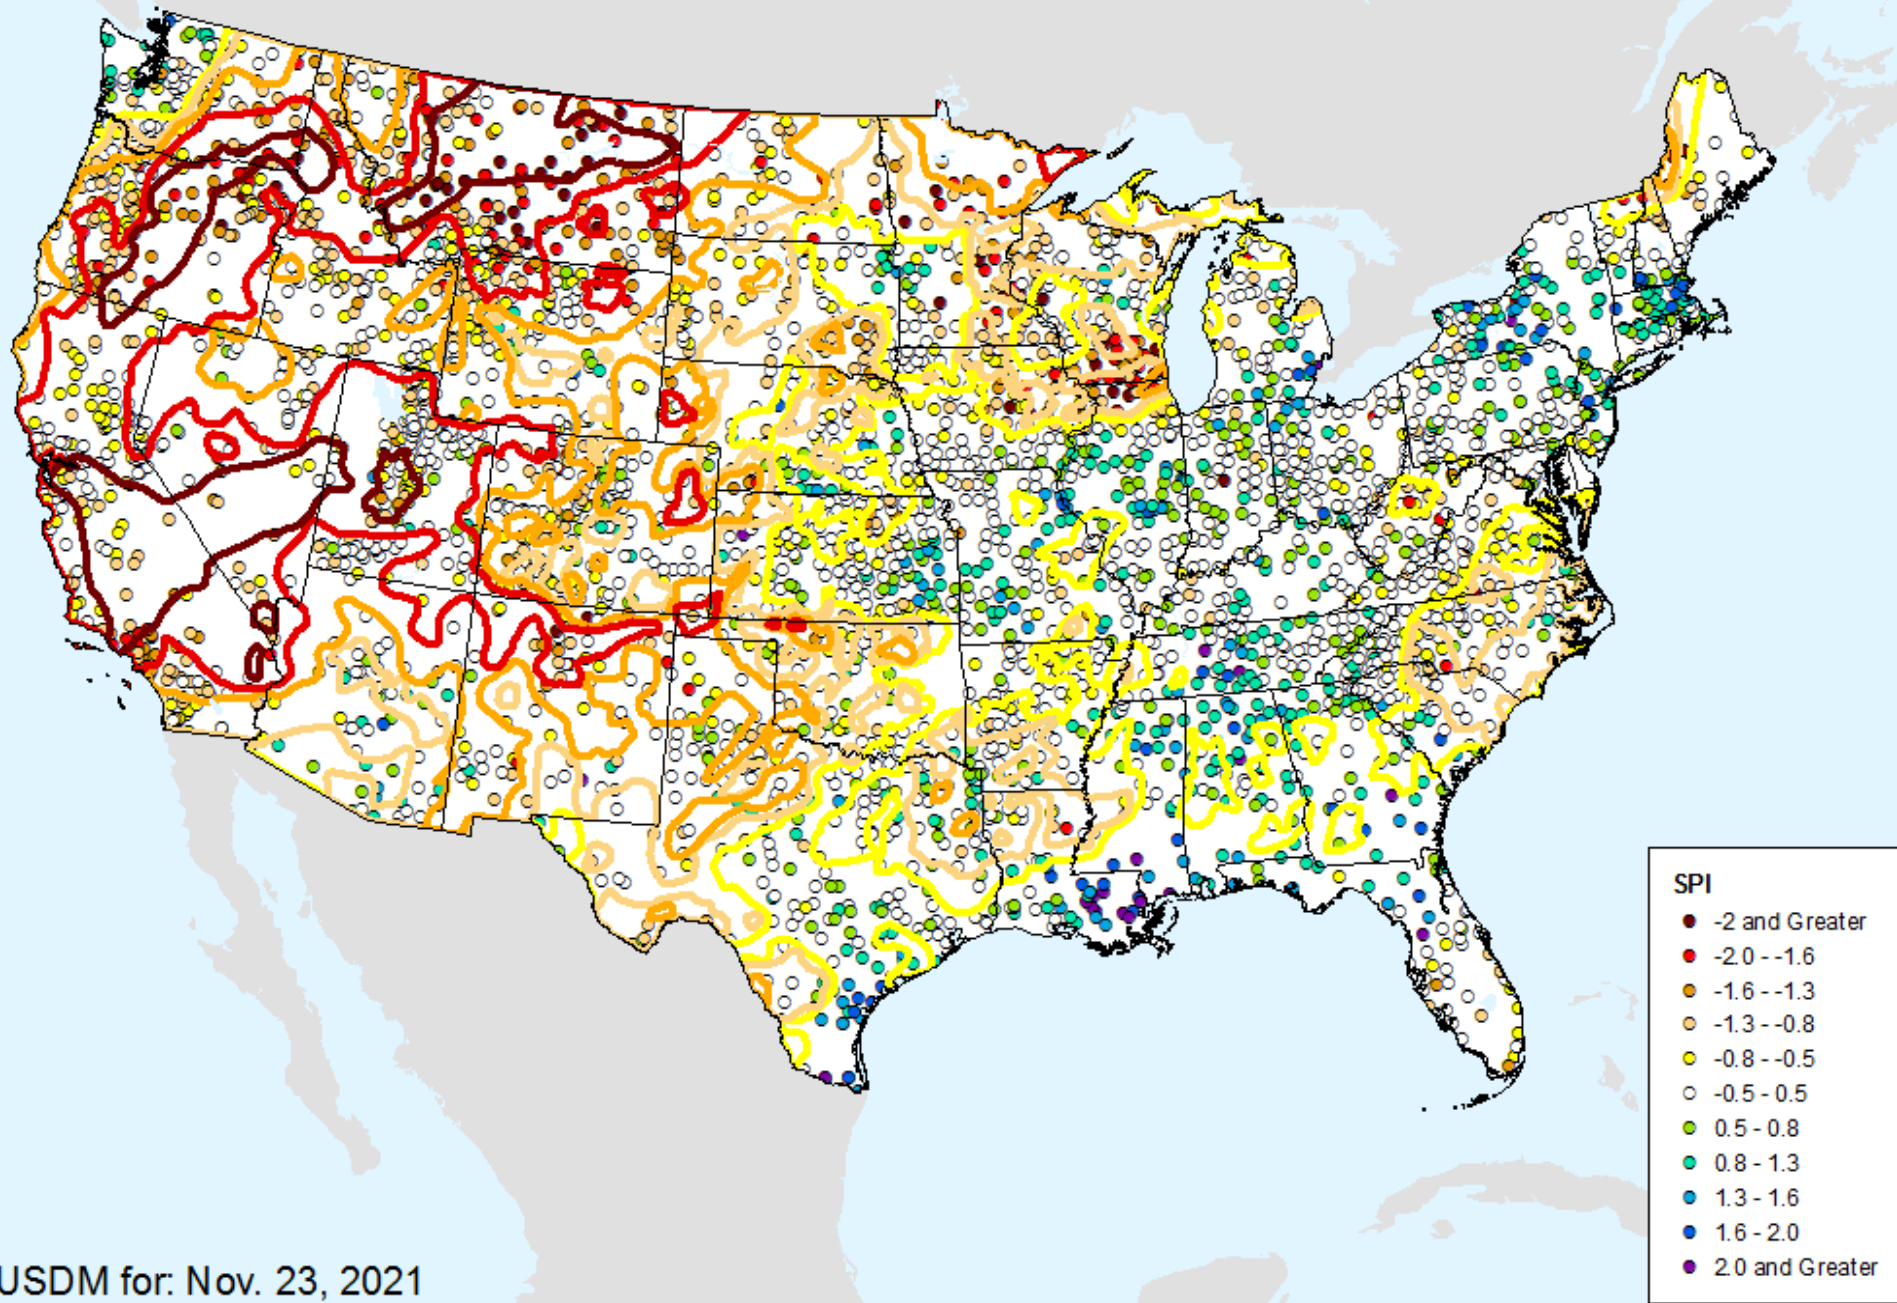 SPI
-2 and Greater
-2.0 - -1.6
-1.6 - -1.3
-1.3 - -0.8
-0.8 - -0.5
-0.5 - 0.5
0.5 - 0.8
0.8 - 1.3
1.3 - 1.6
1.6 - 2.0
2.0 and Greater
USDM for: Nov. 23, 2021